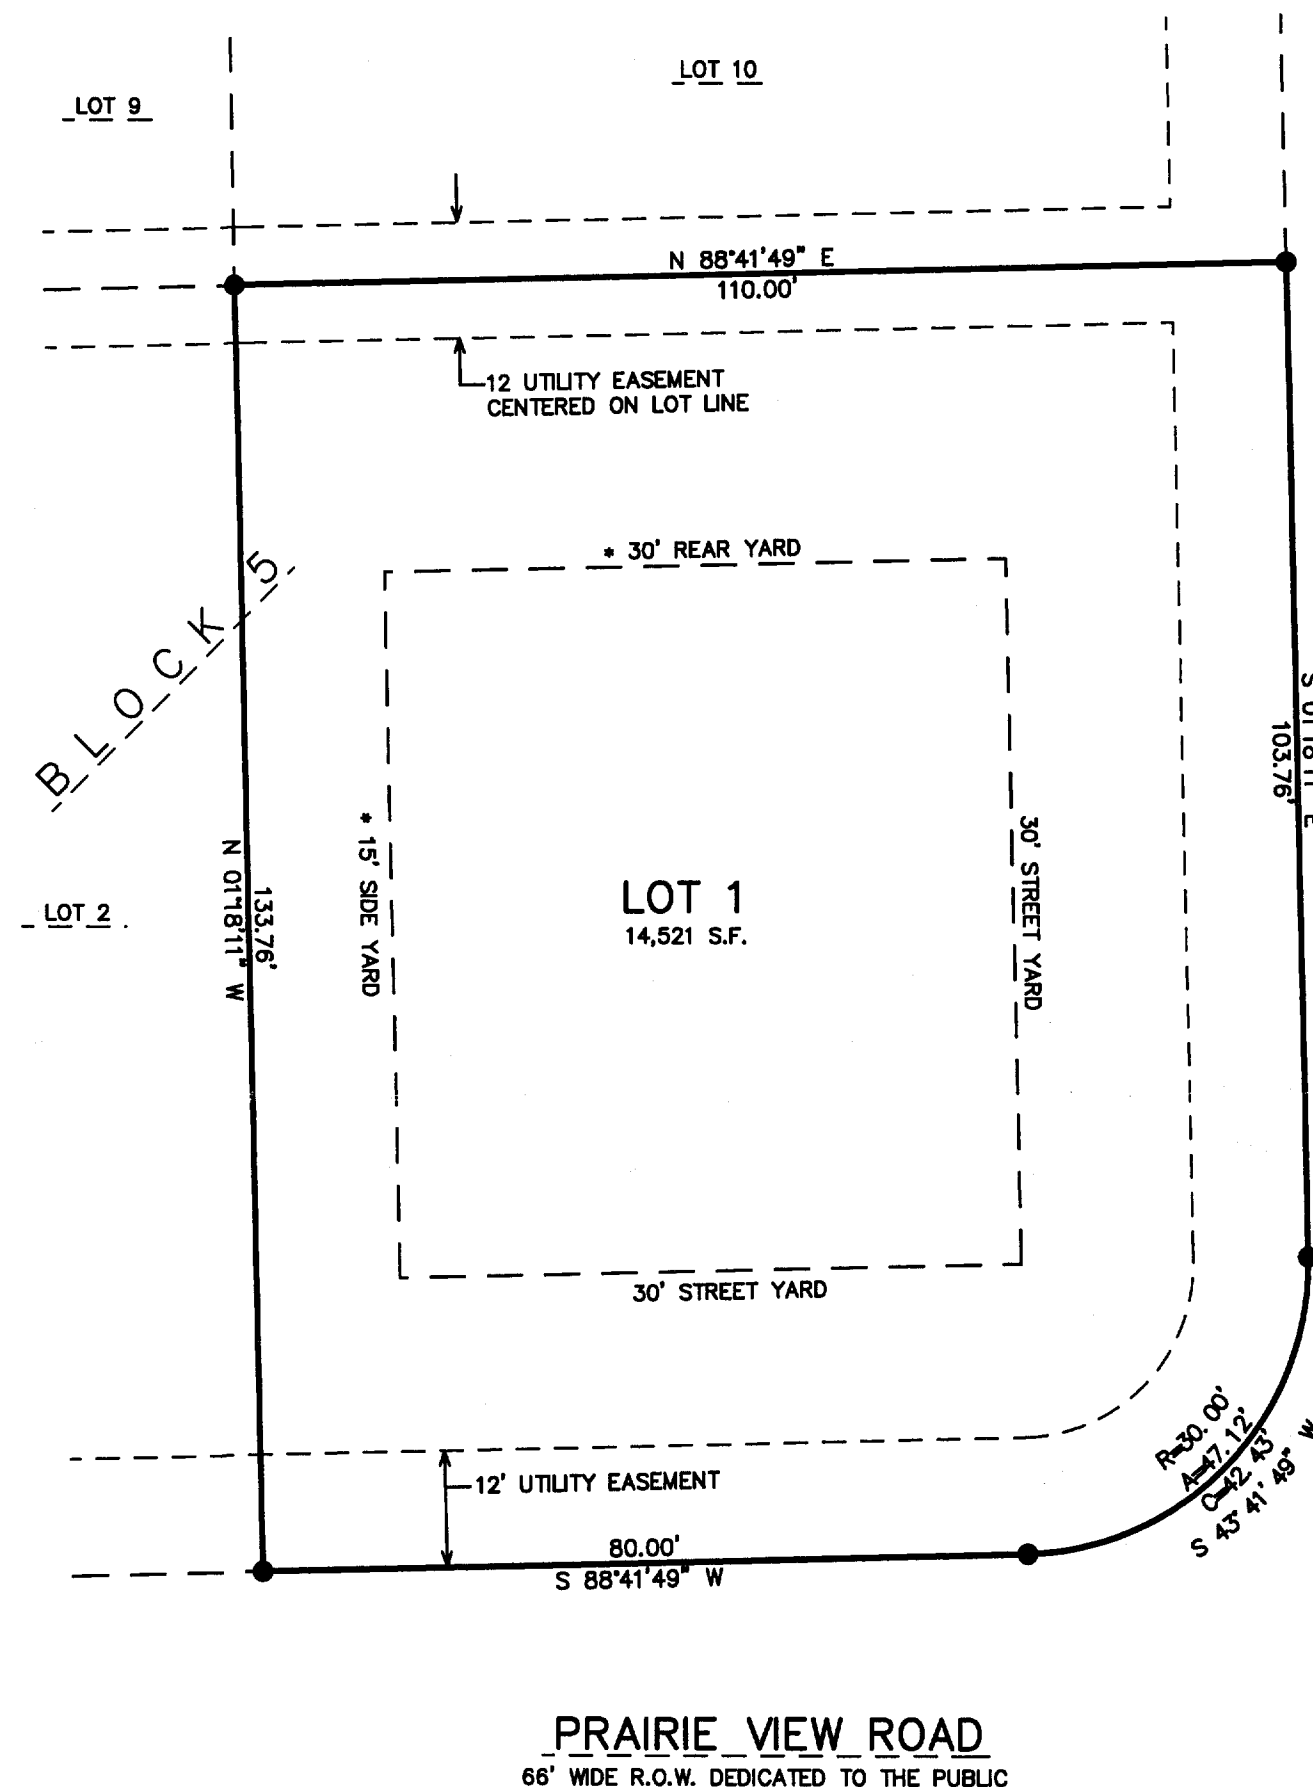 LOT 10
LOT 9
N 88°41'49" E
110.00'
12 UTILITY EASEMENT
CENTERED ON LOT LINE
* 30' REAR YARD
BLOCK 5
103.76'
* 15' SIDE YARD
30' STREET YARD
N 01°18'11" W
133.76'
LOT 1
14,521 S.F.
LOT 2
30' STREET YARD
R=30.00'
A=47.12'
C=42.43'
S 43°41'49" W
12' UTILITY EASEMENT
80.00'
S 88°41'49" W
PRAIRIE VIEW ROAD
66' WIDE R.O.W. DEDICATED TO THE PUBLIC